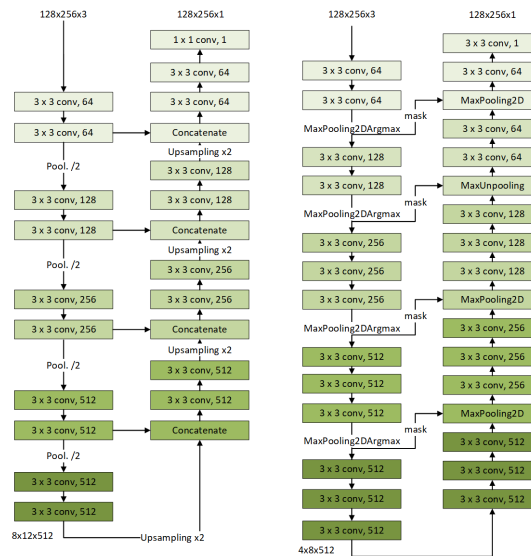 128x256x3
128x256x1
1 x 1 conv, 1
3 x 3 conv, 64
3 x 3 conv, 64
3 x 3 conv, 64
3 x 3 conv, 64
Concatenate
Pool. /2
Upsampling x2
3 x 3 conv, 128
3 x 3 conv, 128
3 x 3 conv, 128
3 x 3 conv, 128
Concatenate
Pool. /2
Upsampling x2
3 x 3 conv, 256
3 x 3 conv, 256
3 x 3 conv, 256
3 x 3 conv, 256
Concatenate
Pool. /2
Upsampling x2
3 x 3 conv, 512
3 x 3 conv, 512
3 x 3 conv, 512
3 x 3 conv, 512
Concatenate
Pool. /2
3 x 3 conv, 512
3 x 3 conv, 512
8x12x512
Upsampling x2
128x256x3
128x256x1
3 x 3 conv, 1
3 x 3 conv, 64
3 x 3 conv, 64
3 x 3 conv, 64
MaxPooling2D
mask
MaxPooling2DArgmax
3 x 3 conv, 64
3 x 3 conv, 128
3 x 3 conv, 64
3 x 3 conv, 128
MaxUnpooling
mask
MaxPooling2DArgmax
3 x 3 conv, 128
3 x 3 conv, 256
3 x 3 conv, 128
3 x 3 conv, 256
3 x 3 conv, 128
3 x 3 conv, 256
MaxPooling2D
mask
MaxPooling2DArgmax
3 x 3 conv, 256
3 x 3 conv, 512
3 x 3 conv, 256
3 x 3 conv, 512
3 x 3 conv, 256
3 x 3 conv, 512
MaxPooling2D
mask
MaxPooling2DArgmax
3 x 3 conv, 512
3 x 3 conv, 512
3 x 3 conv, 512
3 x 3 conv, 512
3 x 3 conv, 512
3 x 3 conv, 512
4x8x512